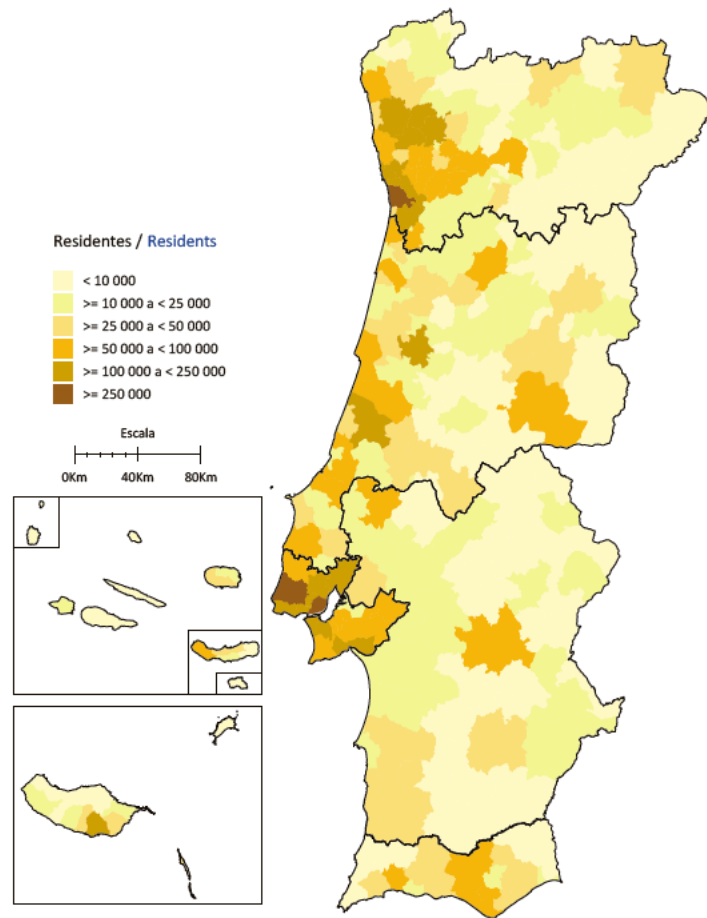 Residentes / Residents
< 10 000
>= 10 000 a < 25 000
>= 25 000 a < 50 000
>= 50 000 a < 100 000
>= 100 000 a < 250 000
>= 250 000
Escala
0Km 40Km 80Km